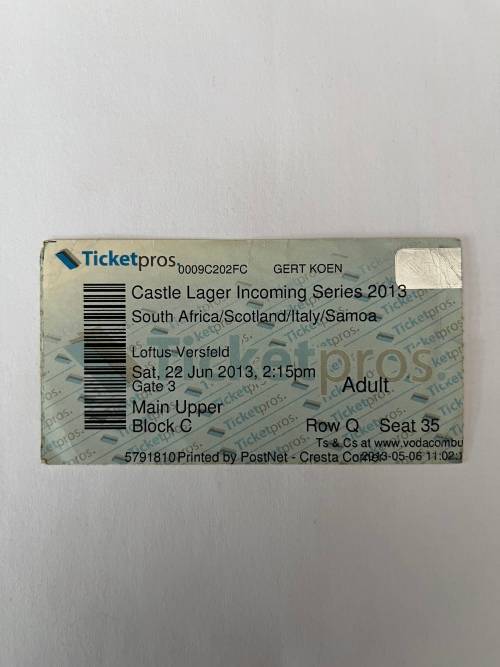 Ticketpros. 0009C202FC GERT KOEN
Castle Lager Incoming Series 2013
South Africa/Scotland/Italy/Samoa
Loftus Versfeld
Sat, 22 Jun 2013, 2:15pm
Gate 3 Adult
Main Upper
Block C Row Q Seat 35
Ts & Cs at www.vodacombu
5791810 Printed by PostNet - Cresta Corner 2013-05-06 11:02:1